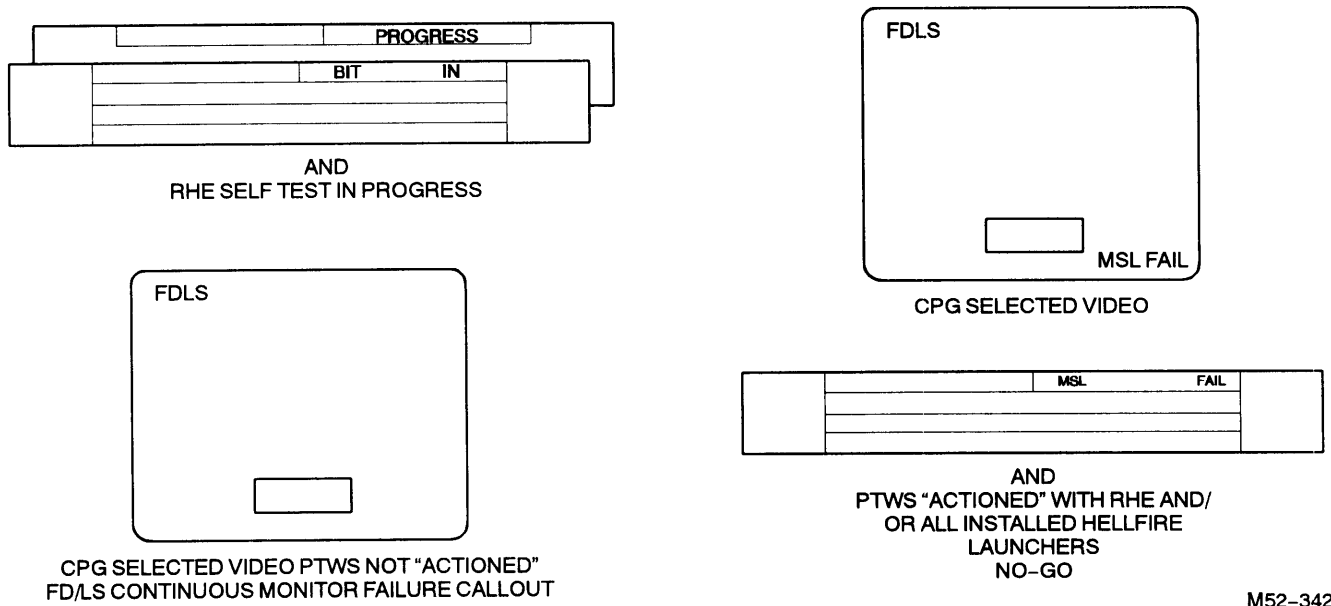 PROGRESS
BIT IN
AND
RHE SELF TEST IN PROGRESS
FDLS
CPG SELECTED VIDEO PTWS NOT “ACTIONED”
FD/LS CONTINUOUS MONITOR FAILURE CALLOUT
FDLS
MSL FAIL
CPG SELECTED VIDEO
MSL FAIL
AND
PTWS “ACTIONED” WITH RHE AND/
OR ALL INSTALLED HELLFIRE
LAUNCHERS
NO–GO
M52–342